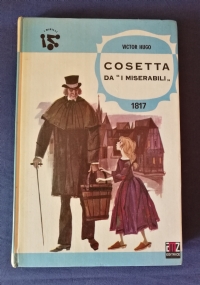 VICTOR HUGO
COSETTA
DA "I MISERABILI„
1817